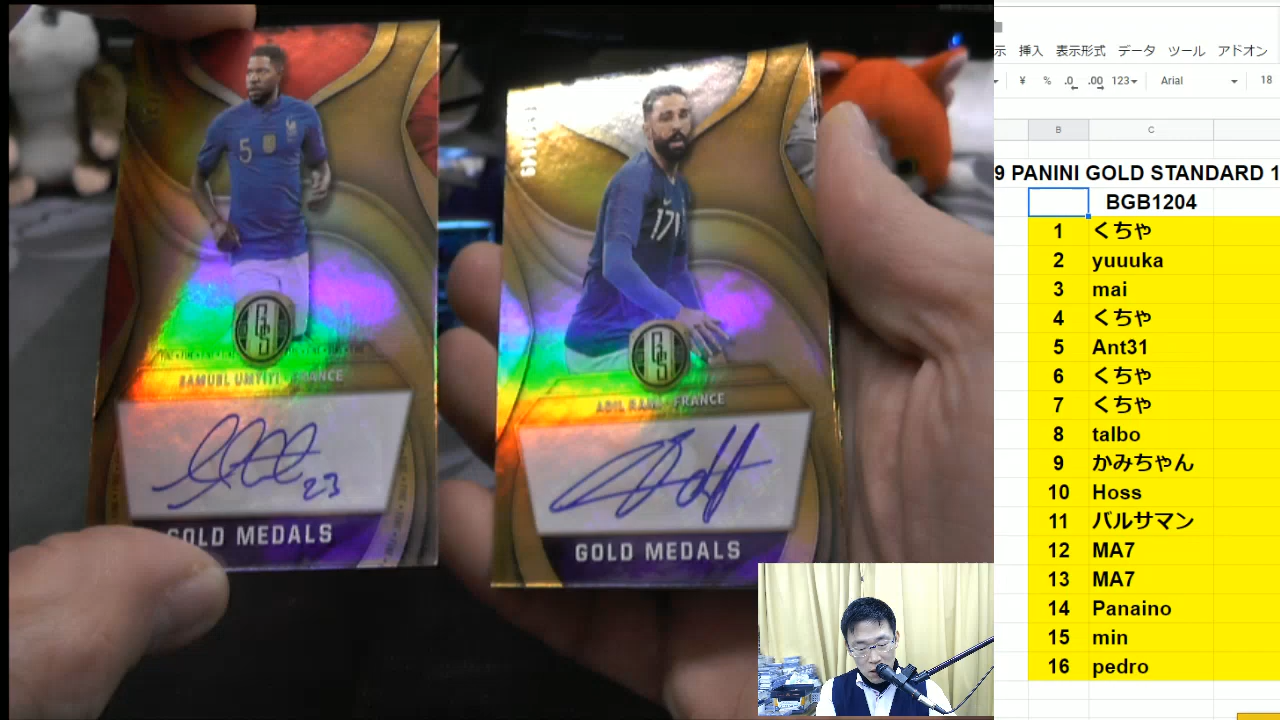 5
SAMUEL UMTITI · FRANCE
23
GOLD MEDALS
17
ADIL RAMI · FRANCE
GOLD MEDALS
GS
GS
示 挿入 表示形式 データ ツール アドオン
¥ % .0 .00 123 Arial 18
B C
9 PANINI GOLD STANDARD 1
BGB1204
1 くちゃ
2 yuuuka
3 mai
4 くちゃ
5 Ant31
6 くちゃ
7 くちゃ
8 talbo
9 かみちゃん
10 Hoss
11 バルサマン
12 MA7
13 MA7
14 Panaino
15 min
16 pedro